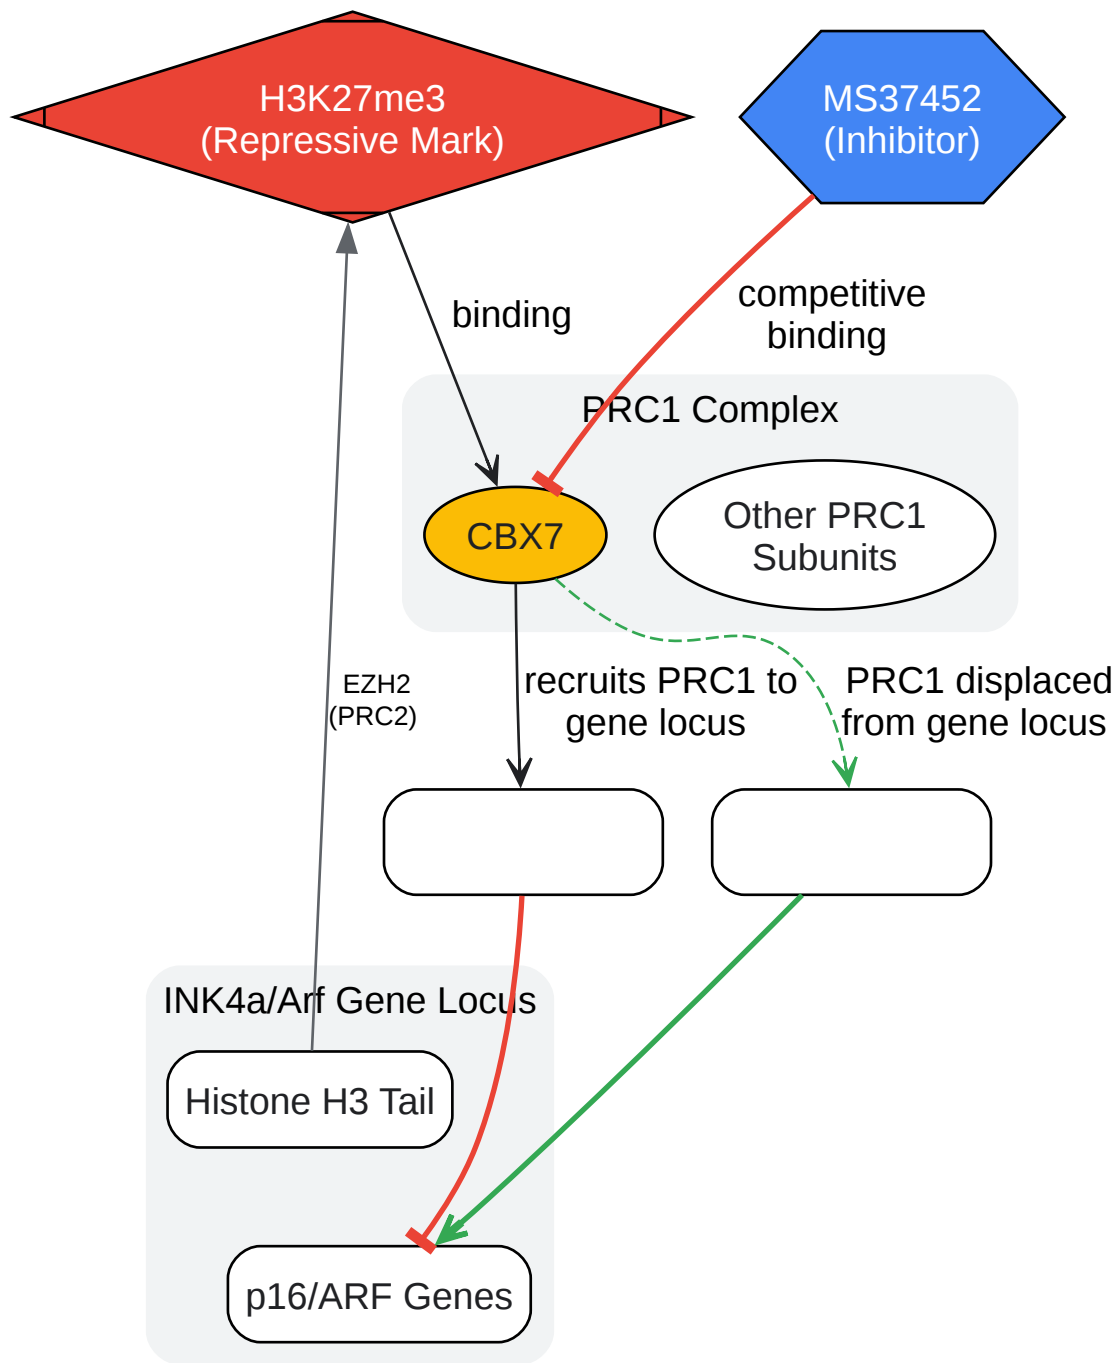 H3K27me3
(Repressive Mark)
MS37452
(Inhibitor)
binding
competitive
binding
PRC1 Complex
CBX7
Other PRC1
Subunits
EZH2
(PRC2)
recruits PRC1 to
gene locus
PRC1 displaced
from gene locus
INK4a/Arf Gene Locus
Histone H3 Tail
p16/ARF Genes